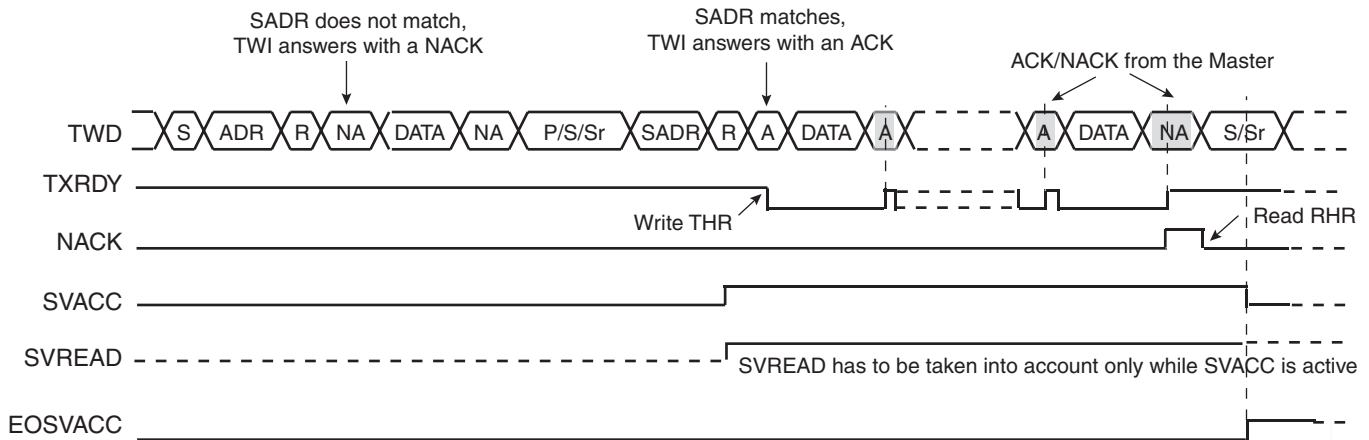 SADR does not match,
TWI answers with a NACK
SADR matches,
TWI answers with an ACK
ACK/NACK from the Master
TWD S ADR R NA DATA NA P/S/Sr SADR R A DATA A A DATA NA S/Sr
TXRDY
Write THR
Read RHR
NACK
SVACC
SVREAD
SVREAD has to be taken into account only while SVACC is active
EOSVACC